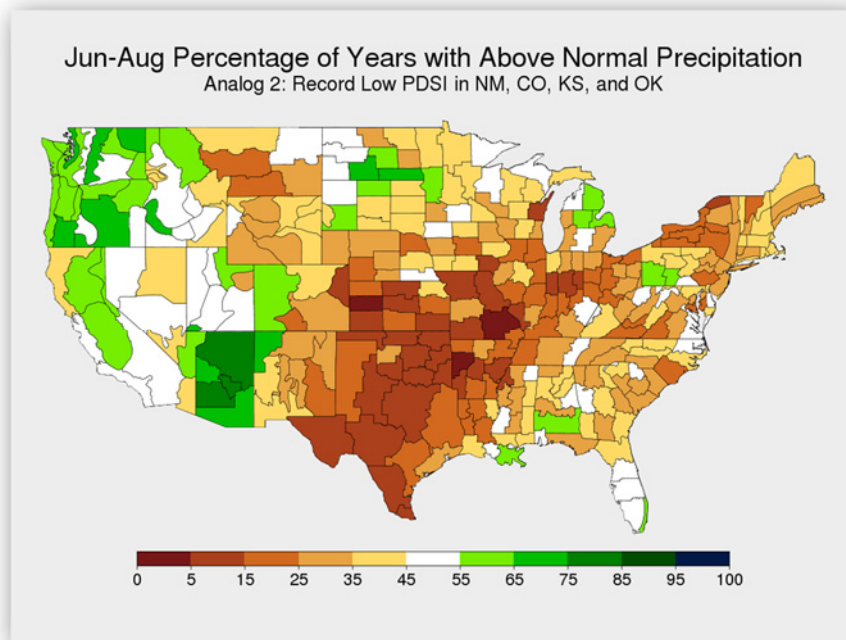 Jun-Aug Percentage of Years with Above Normal Precipitation
Analog 2: Record Low PDSI in NM, CO, KS, and OK
0 5 15 25 35 45 55 65 75 85 95 100